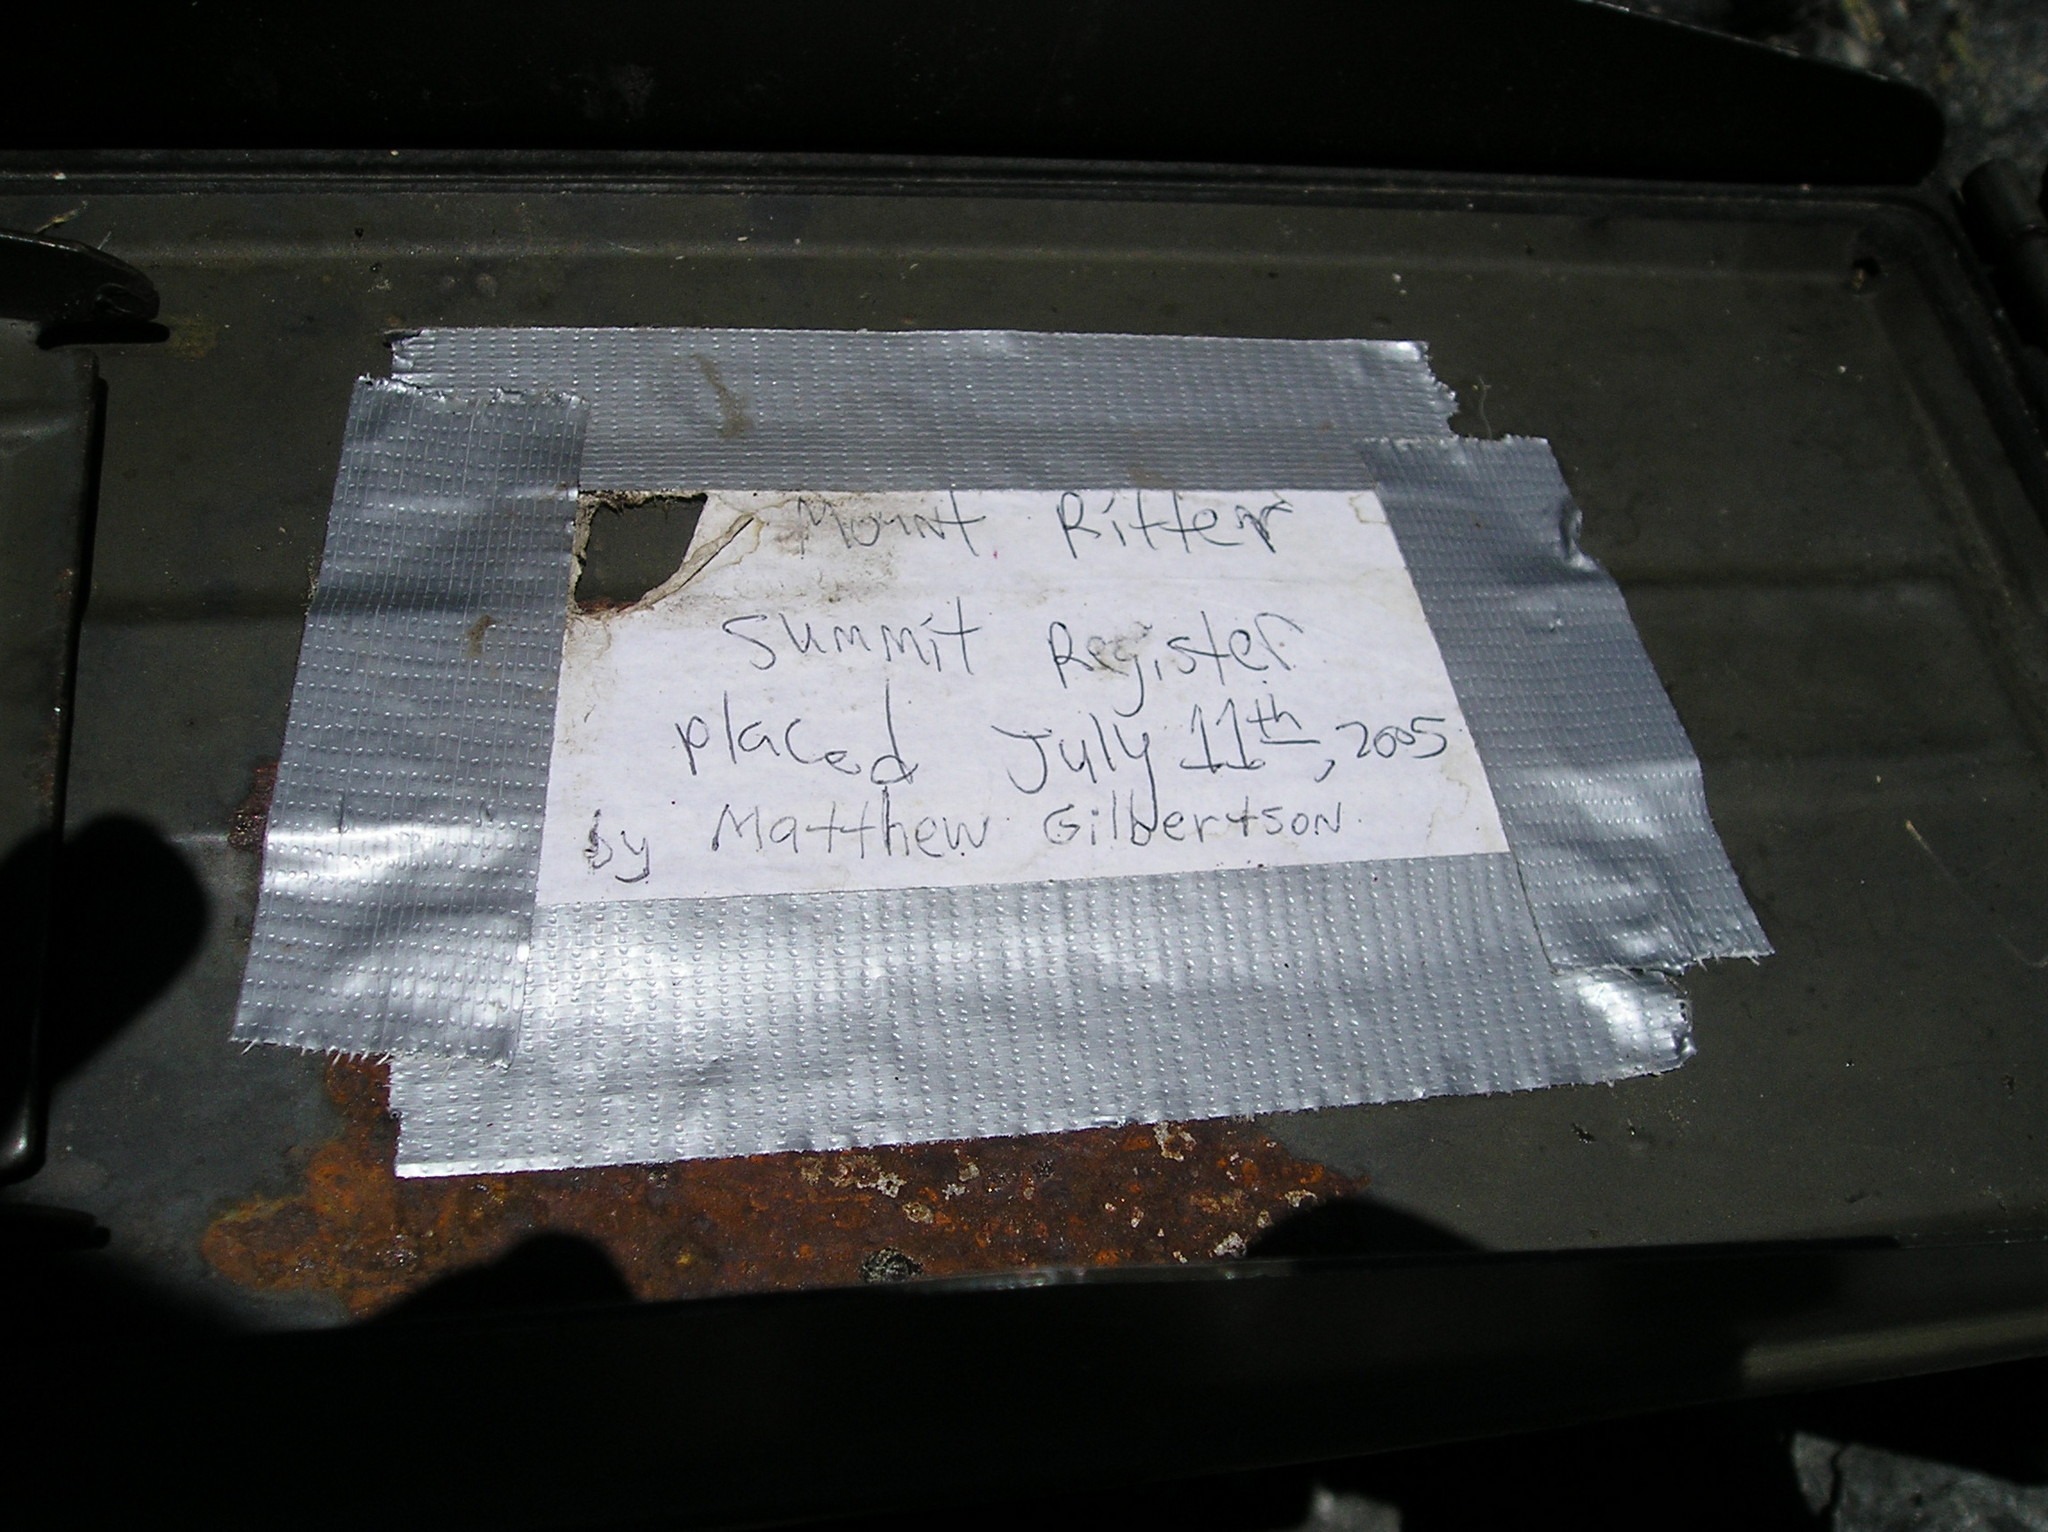 Mount Ritter
Summit Register
placed July 11th, 2005
by Matthew Gilbertson